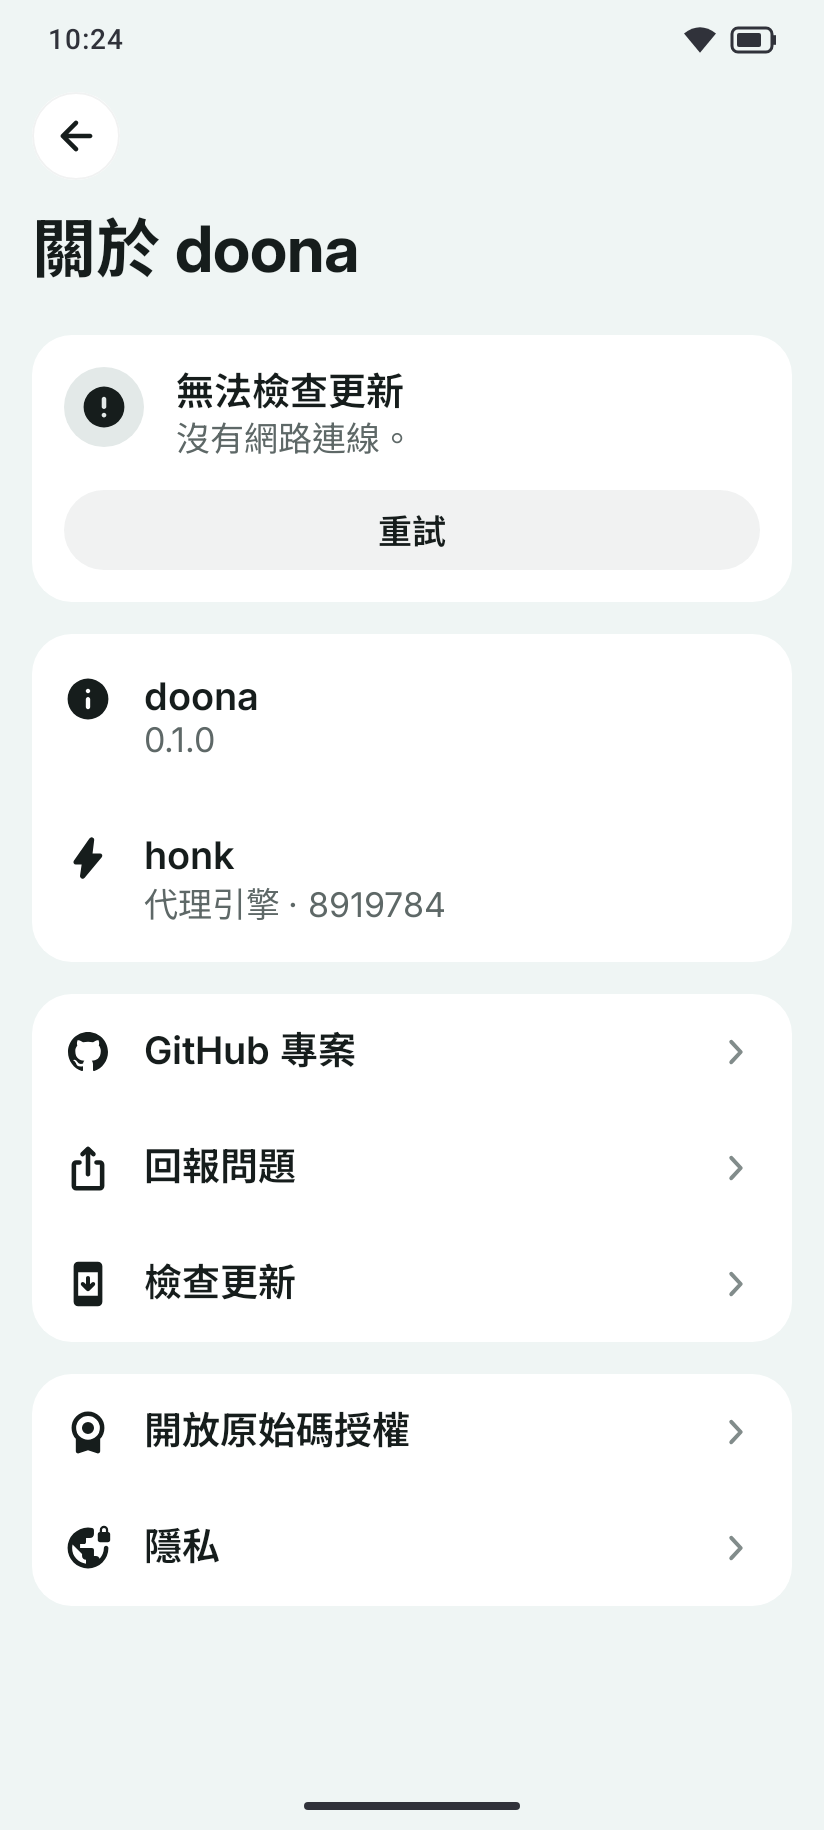 10:24
關於 doona
無法檢查更新
沒有網路連線。
重試
doona
0.1.0
honk
代理引擎 · 8919784
GitHub 專案
回報問題
檢查更新
開放原始碼授權
隱私